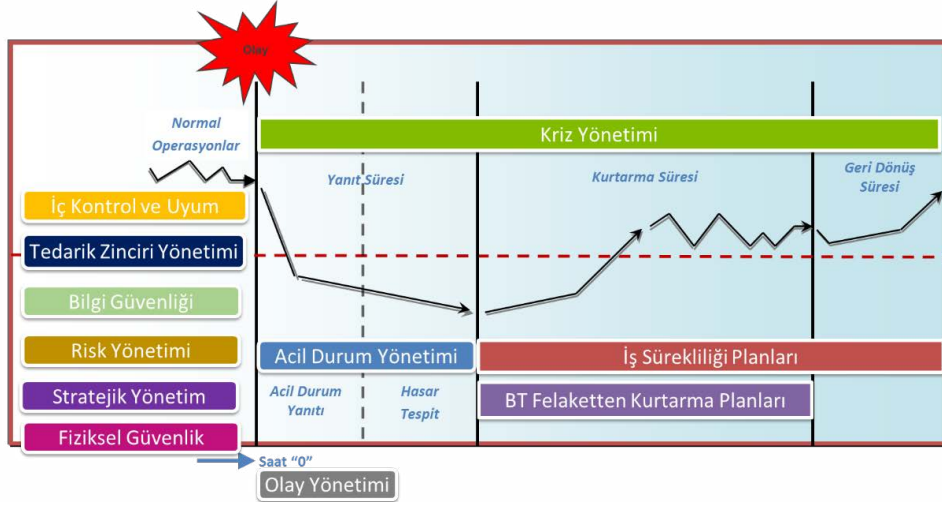 Olay
Normal
Operasyonlar
Kriz Yönetimi
Yanıt Süresi
Kurtarma Süresi
Geri Dönüş
Süresi
İç Kontrol ve Uyum
Tedarik Zinciri Yönetimi
Bilgi Güvenliği
Risk Yönetimi
Stratejik Yönetim
Fiziksel Güvenlik
Acil Durum Yönetimi
İş Sürekliliği Planları
Acil Durum
Yanıtı
Hasar
Tespit
BT Felaketten Kurtarma Planları
Saat “0”
Olay Yönetimi